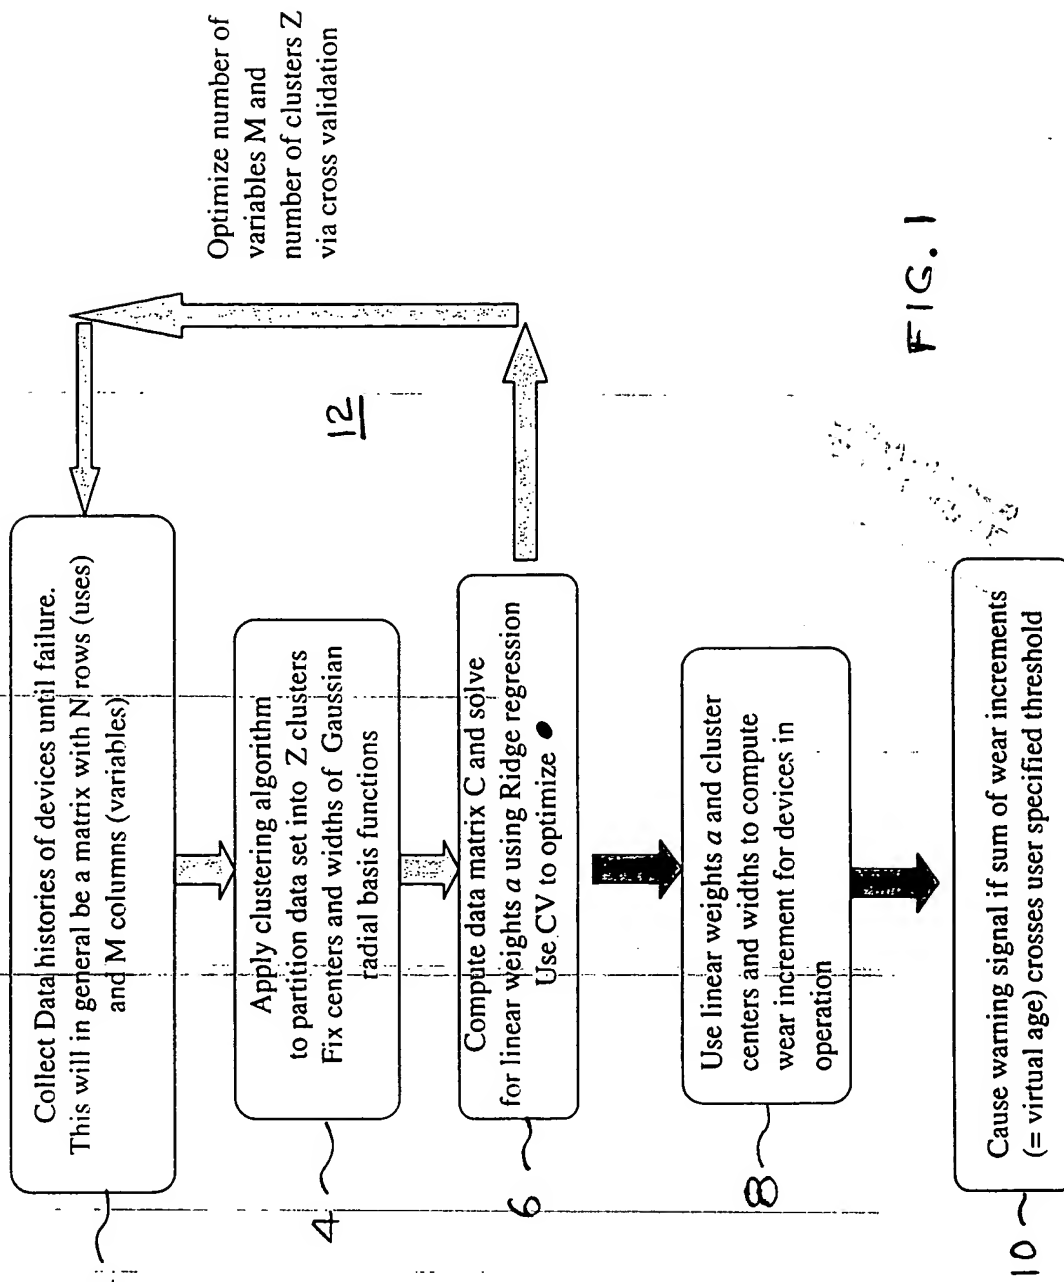 Collect Data histories of devices until failure.
This will in general be a matrix with N rows (uses)
and M columns (variables)
4
Apply clustering algorithm
to partition data set into Z clusters
Fix centers and widths of Gaussian
radial basis functions
6
Compute data matrix C and solve
for linear weights a using Ridge regression
Use CV to optimize
8
Use linear weights a and cluster
centers and widths to compute
wear increment for devices in
operation
10
Cause warning signal if sum of wear increments
(= virtual age) crosses user specified threshold
12
Optimize number of
variables M and
number of clusters Z
via cross validation
FIG. 1